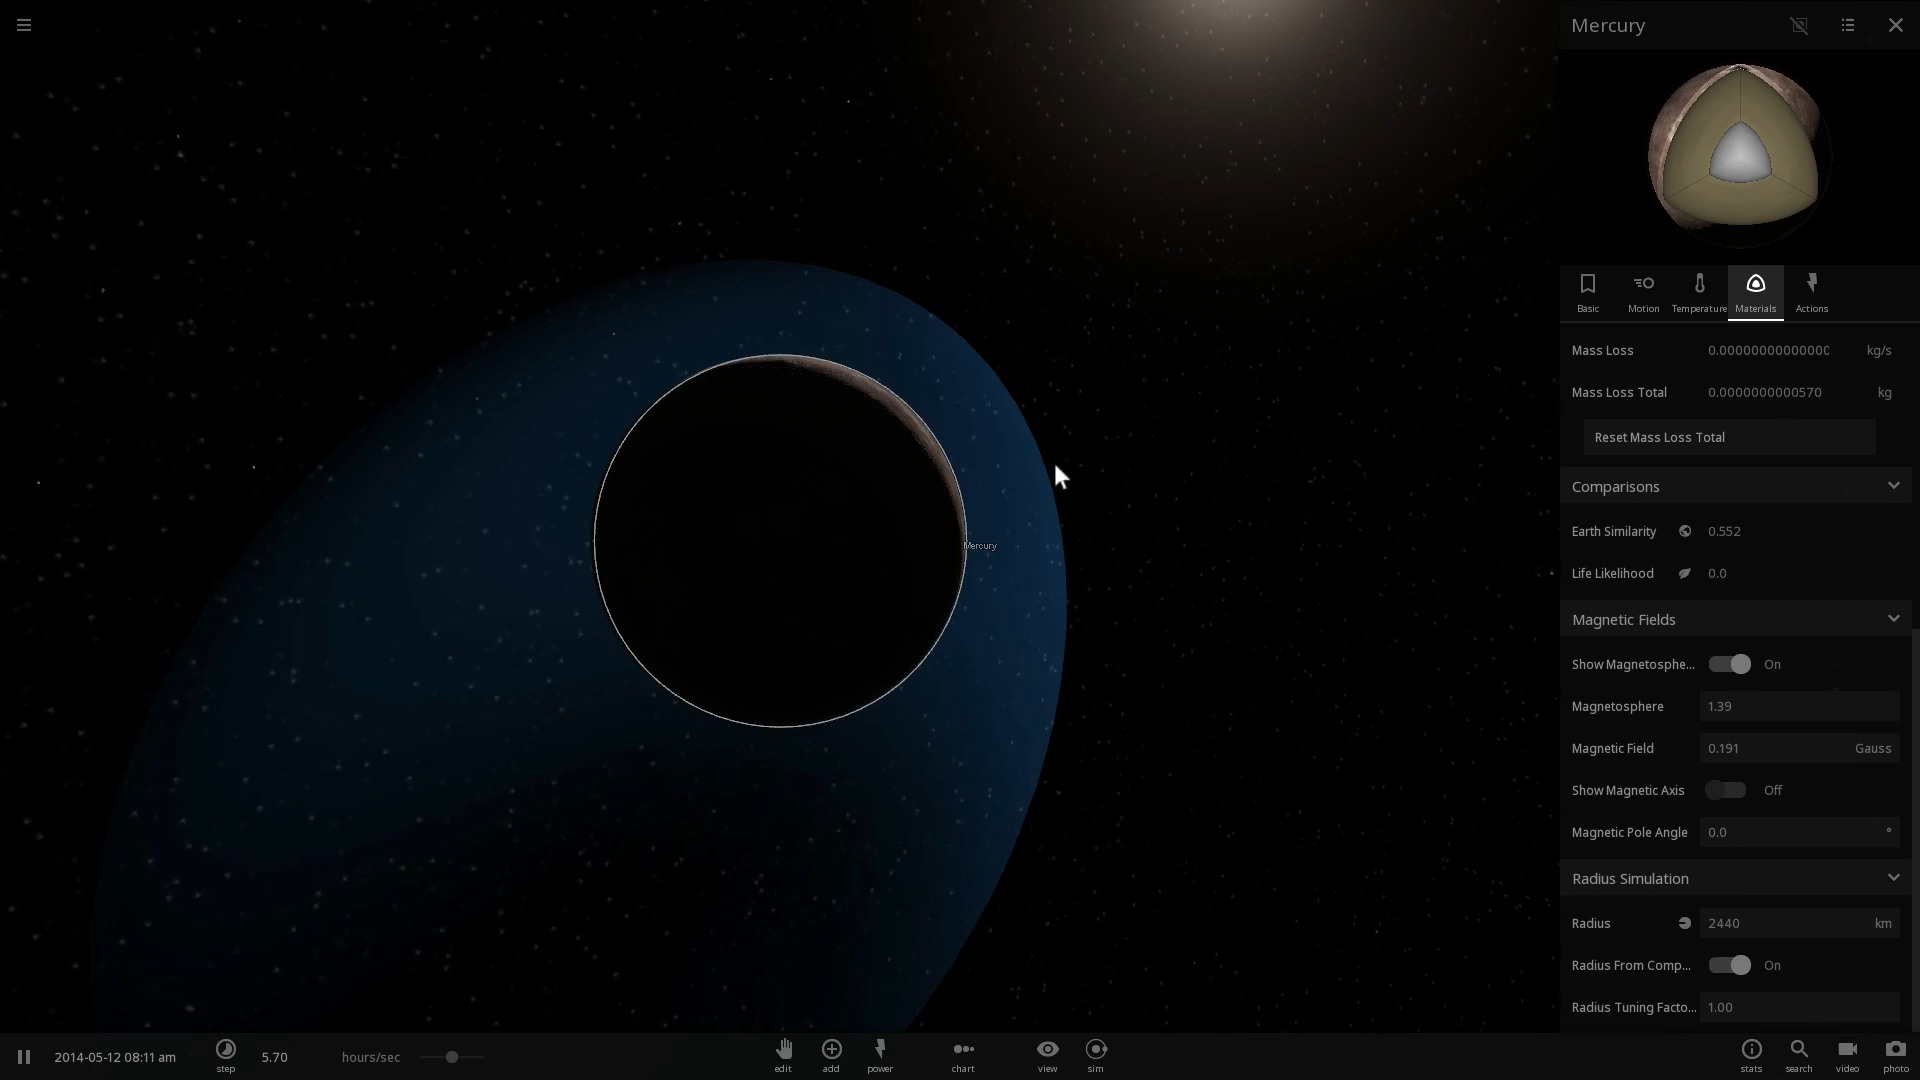 Mercury
Basic
Motion
Temperature
Materials
Actions
Mass Loss 0.00000000000000 kg/s
Mass Loss Total 0.0000000000570 kg
Reset Mass Loss Total
Comparisons
Earth Similarity 0.552
Life Likelihood 0.0
Magnetic Fields
Show Magnetosphe... On
Magnetosphere 1.39
Magnetic Field 0.191 Gauss
Show Magnetic Axis Off
Magnetic Pole Angle 0.0 °
Radius Simulation
Radius 2440 km
Radius From Comp... On
Radius Tuning Facto... 1.00
Mercury
2014-05-12 08:11 am
step
5.70 hours/sec
edit
add
power
chart
view
sim
stats
search
video
photo